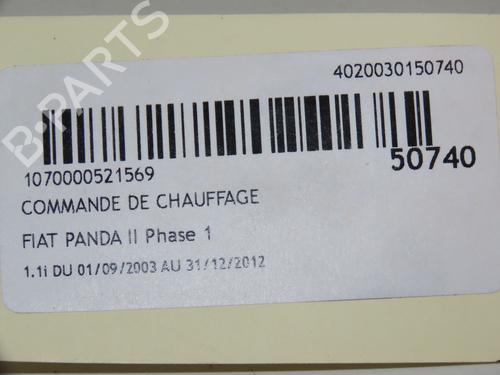 4020030150740
50740
1070000521569
COMMANDE DE CHAUFFAGE
FIAT PANDA II Phase 1
1.1i DU 01/09/2003 AU 31/12/2012
B-PARTS